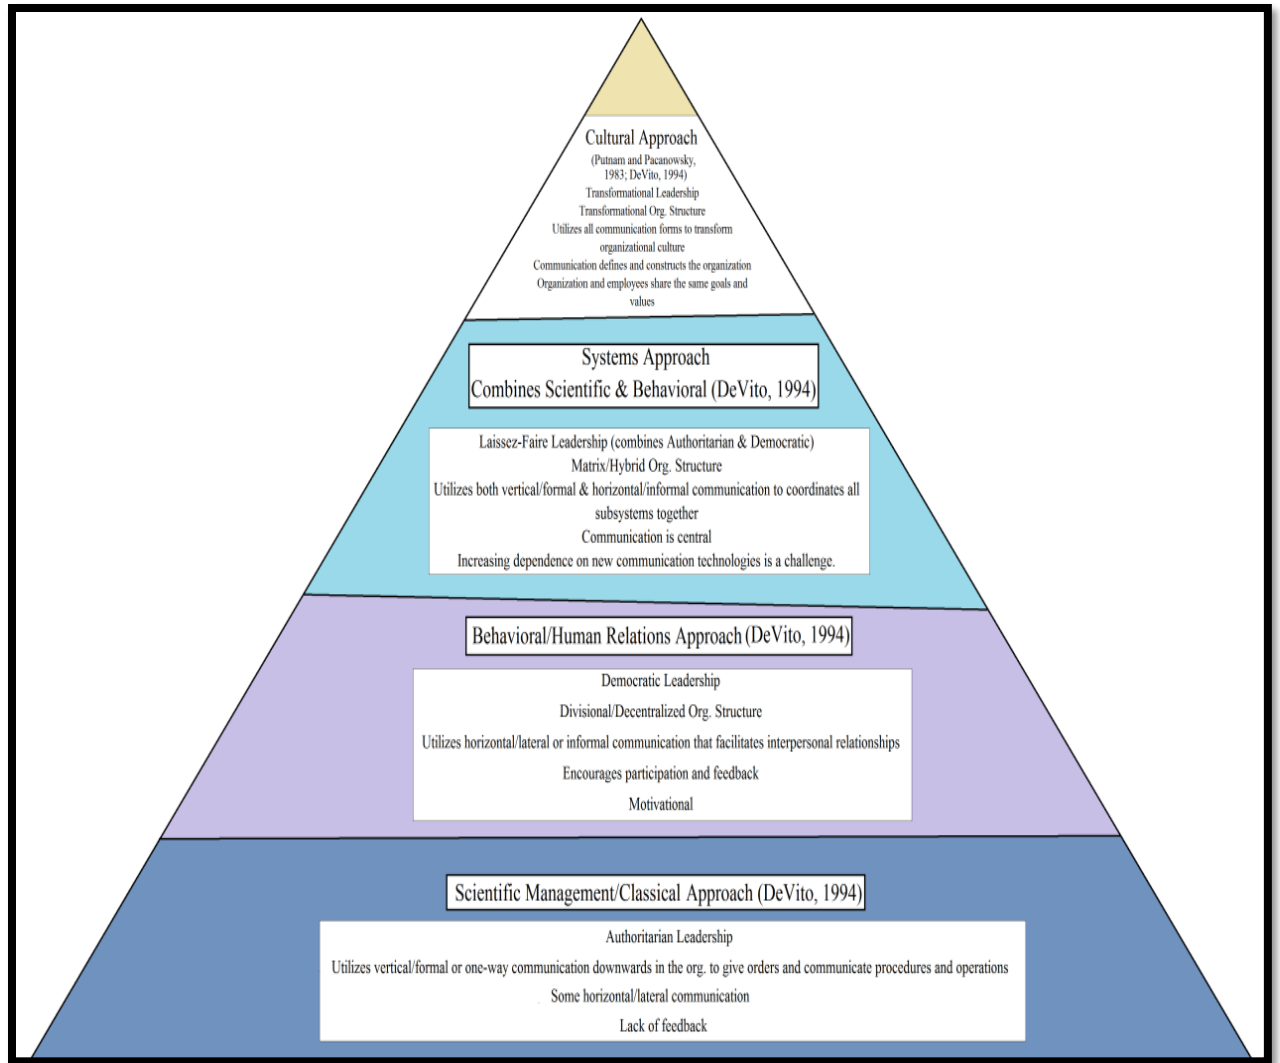 Cultural Approach
(Putnam and Pacanowsky,
1983; DeVito, 1994)
Transformational Leadership
Transformational Org. Structure
Utilizes all communication forms to transform
organizational culture
Communication defines and constructs the organization
Organization and employees share the same goals and
values
Systems Approach
Combines Scientific & Behavioral (DeVito, 1994)
Laissez-Faire Leadership (combines Authoritarian & Democratic)
Matrix/Hybrid Org. Structure
Utilizes both vertical/formal & horizontal/informal communication to coordinates all
subsystems together
Communication is central
Increasing dependence on new communication technologies is a challenge.
Behavioral/Human Relations Approach (DeVito, 1994)
Democratic Leadership
Divisional/Decentralized Org. Structure
Utilizes horizontal/lateral or informal communication that facilitates interpersonal relationships
Encourages participation and feedback
Motivational
Scientific Management/Classical Approach (DeVito, 1994)
Authoritarian Leadership
Utilizes vertical/formal or one-way communication downwards in the org. to give orders and communicate procedures and operations
Some horizontal/lateral communication
Lack of feedback